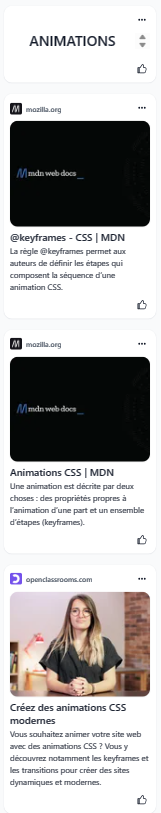 ANIMATIONS
mozilla.org
mdn web docs_
@keyframes - CSS | MDN
La règle @keyframes permet aux
auteurs de définir les étapes qui
composent la séquence d'une
animation CSS.
mozilla.org
mdn web docs_
Animations CSS | MDN
Une animation est décrite par deux
choses : des propriétés propres à
l'animation d'une part et un ensemble
d'étapes (keyframes).
openclassrooms.com
Créez des animations CSS
modernes
Vous souhaitez animer votre site web
avec des animations CSS ? Vous y
découvrez notamment les keyframes et
les transitions pour créer des sites
dynamiques et modernes.